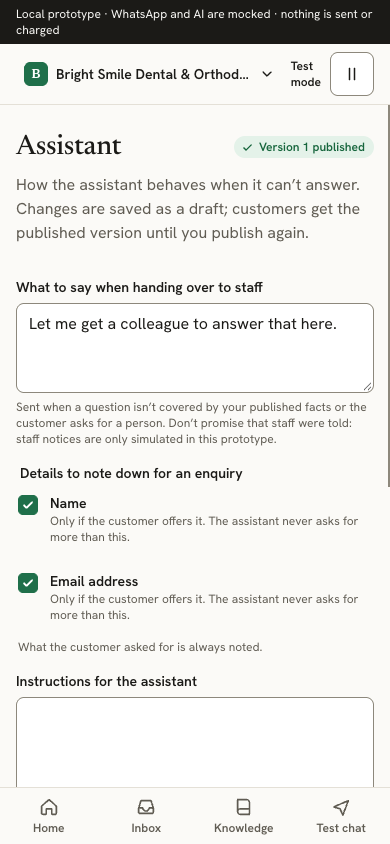 Local prototype · WhatsApp and AI are mocked · nothing is sent or
charged
B Bright Smile Dental & Orthod…
Test
mode
Assistant
Version 1 published
How the assistant behaves when it can’t answer.
Changes are saved as a draft; customers get the
published version until you publish again.
What to say when handing over to staff
Let me get a colleague to answer that here.
Sent when a question isn’t covered by your published facts or the
customer asks for a person. Don’t promise that staff were told:
staff notices are only simulated in this prototype.
Details to note down for an enquiry
Name
Only if the customer offers it. The assistant never asks for
more than this.
Email address
Only if the customer offers it. The assistant never asks for
more than this.
What the customer asked for is always noted.
Instructions for the assistant
Home
Inbox
Knowledge
Test chat